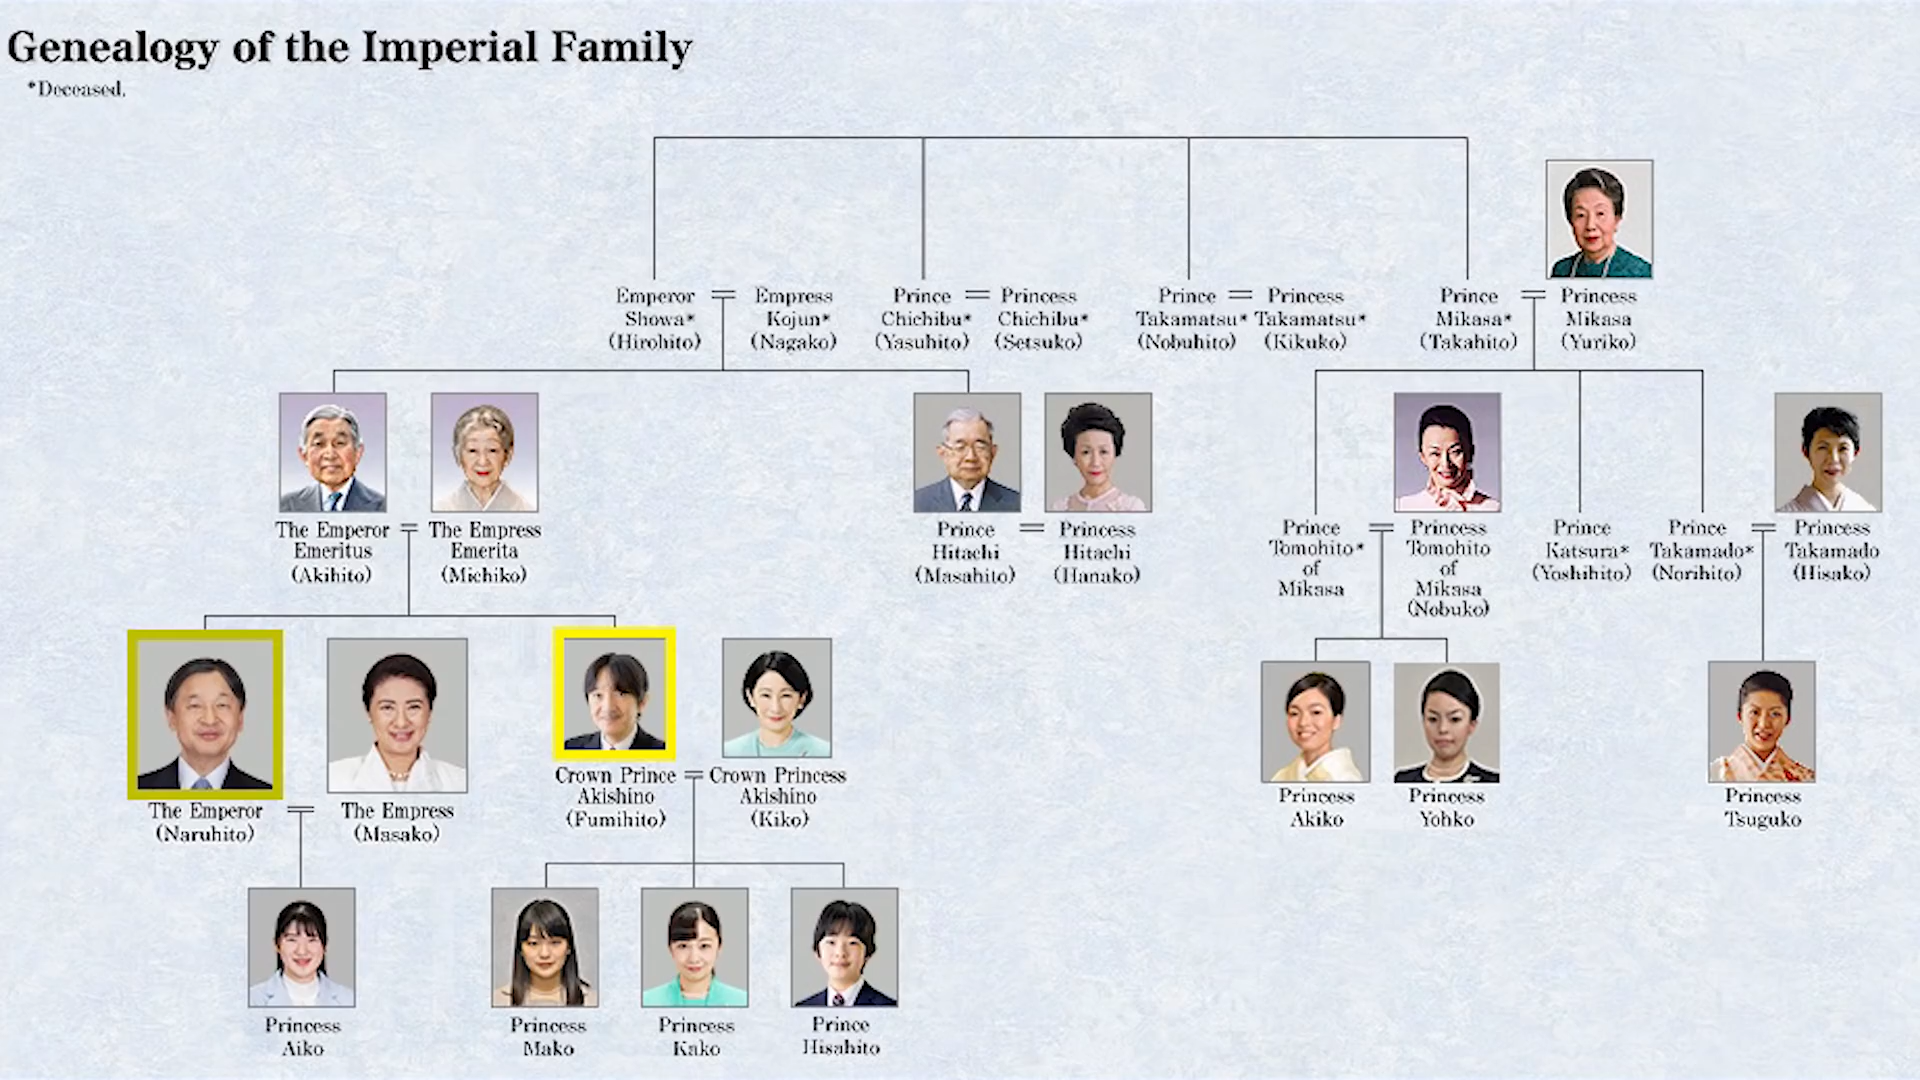 Genealogy of the Imperial Family
*Deceased.
Emperor
Showa*
(Hirohito)
Empress
Kojun*
(Nagako)
Prince
Chichibu*
(Yasuhito)
Princess
Chichibu*
(Setsuko)
Prince
Takamatsu*
(Nobuhito)
Princess
Takamatsu*
(Kikuko)
Prince
Mikasa*
(Takahito)
Princess
Mikasa
(Yuriko)
The Emperor
Emeritus
(Akihito)
The Empress
Emerita
(Michiko)
Prince
Hitachi
(Masahito)
Princess
Hitachi
(Hanako)
Prince
Tomohito*
of
Mikasa
Princess
Tomohito
of
Mikasa
(Nobuko)
Prince
Katsura*
(Yoshihito)
Prince
Takamado*
(Norihito)
Princess
Takamado
(Hisako)
The Emperor
(Naruhito)
The Empress
(Masako)
Crown Prince
Akishino
(Fumihito)
Crown Princess
Akishino
(Kiko)
Princess
Akiko
Princess
Yohko
Princess
Tsuguko
Princess
Aiko
Princess
Mako
Princess
Kako
Prince
Hisahito